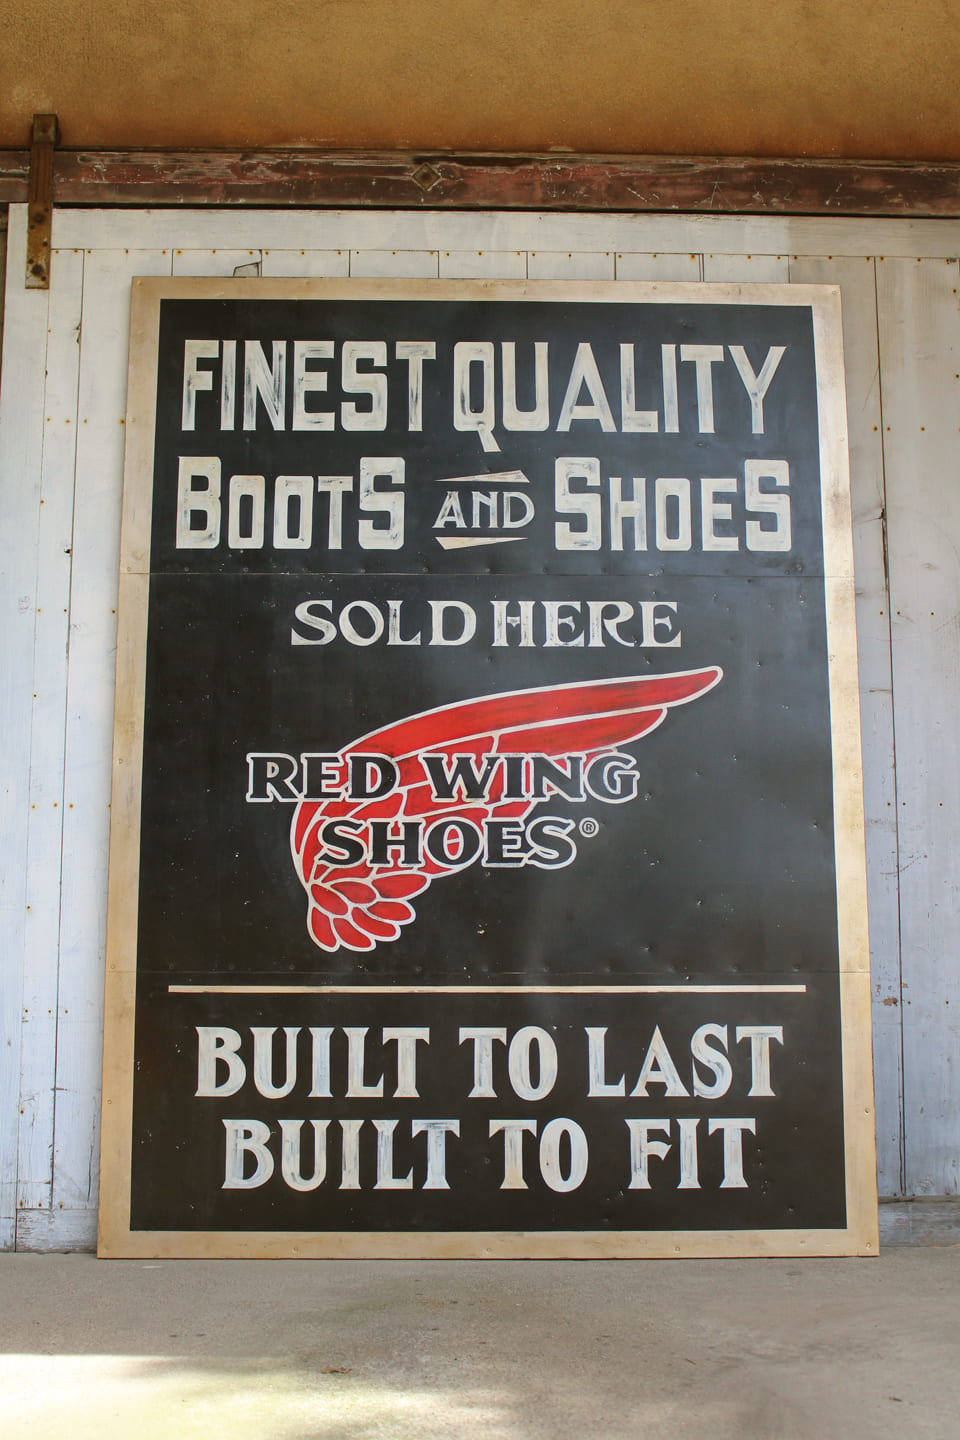 FINEST QUALITY
BOOTS AND SHOES
SOLD HERE
RED WING
SHOES®
BUILT TO LAST
BUILT TO FIT